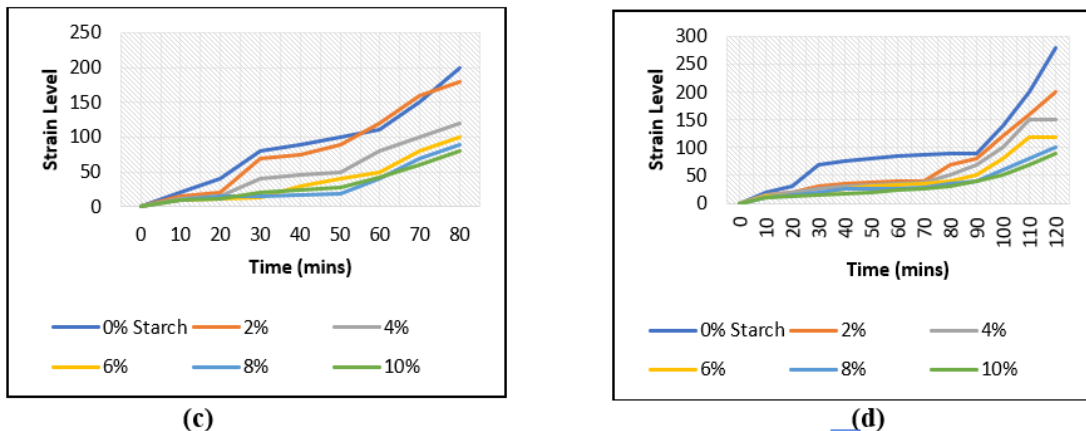 250
200
150
100
50
0
Strain Level
0 10 20 30 40 50 60 70 80
Time (mins)
0% Starch 2% 4%
6% 8% 10%
(c)
300
250
200
150
100
50
0
Strain Level
0 10 20 30 40 50 60 70 80 90 100 110 120
Time (mins)
0% Starch 2% 4%
6% 8% 10%
(d)